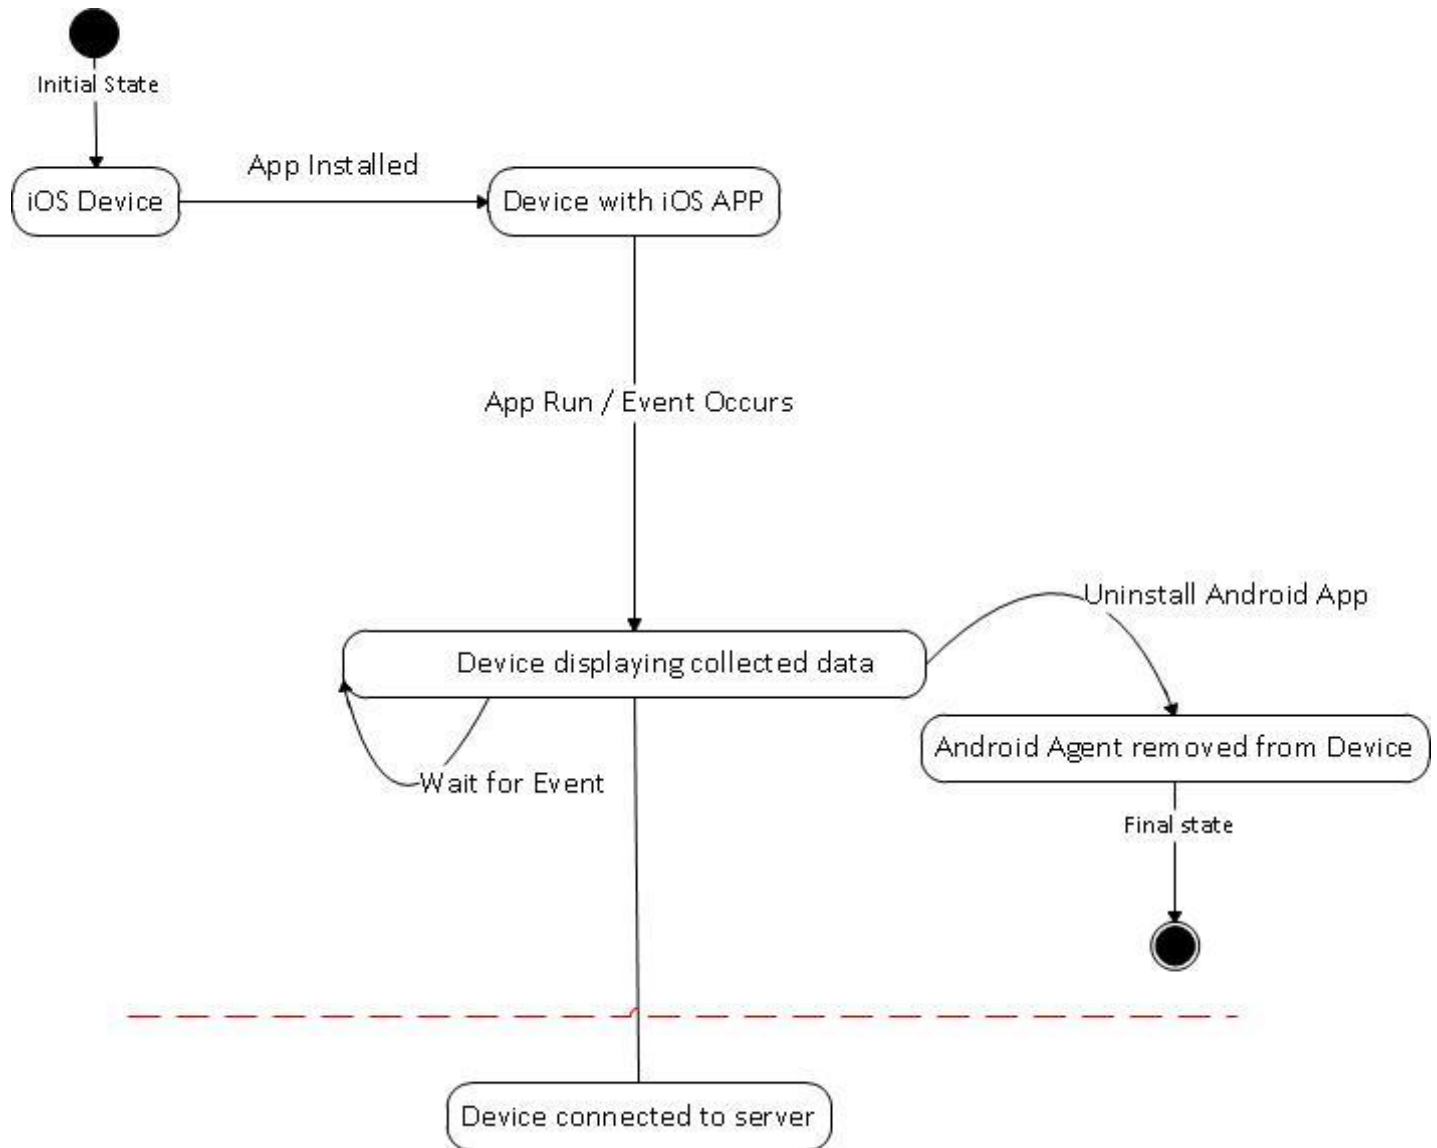 Initial State
App Installed
iOS Device
Device with iOS APP
App Run / Event Occurs
Uninstall Android App
Device displaying collected data
Android Agent removed from Device
Wait for Event
Final state
Device connected to server